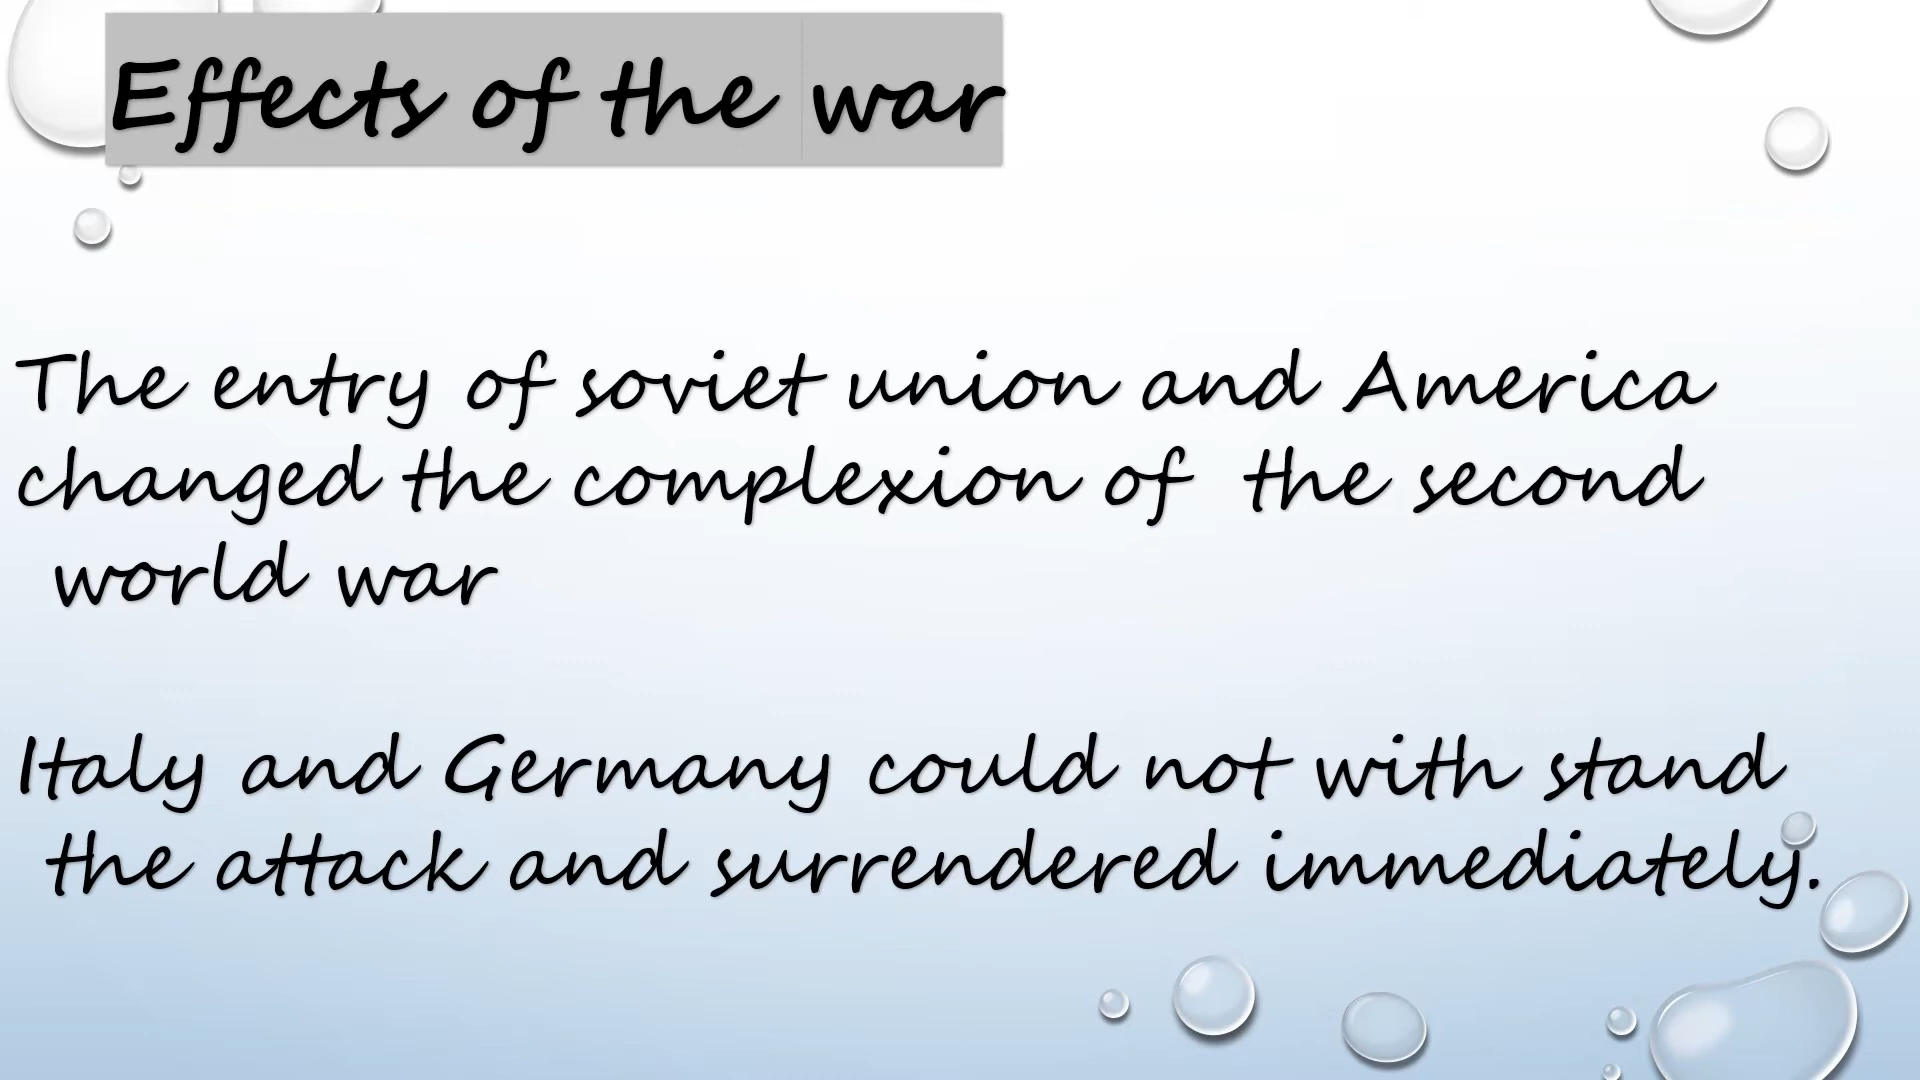 Effects of the war
The entry of soviet union and America
changed the complexion of the second
world war
Italy and Germany could not with stand
the attack and surrendered immediately.